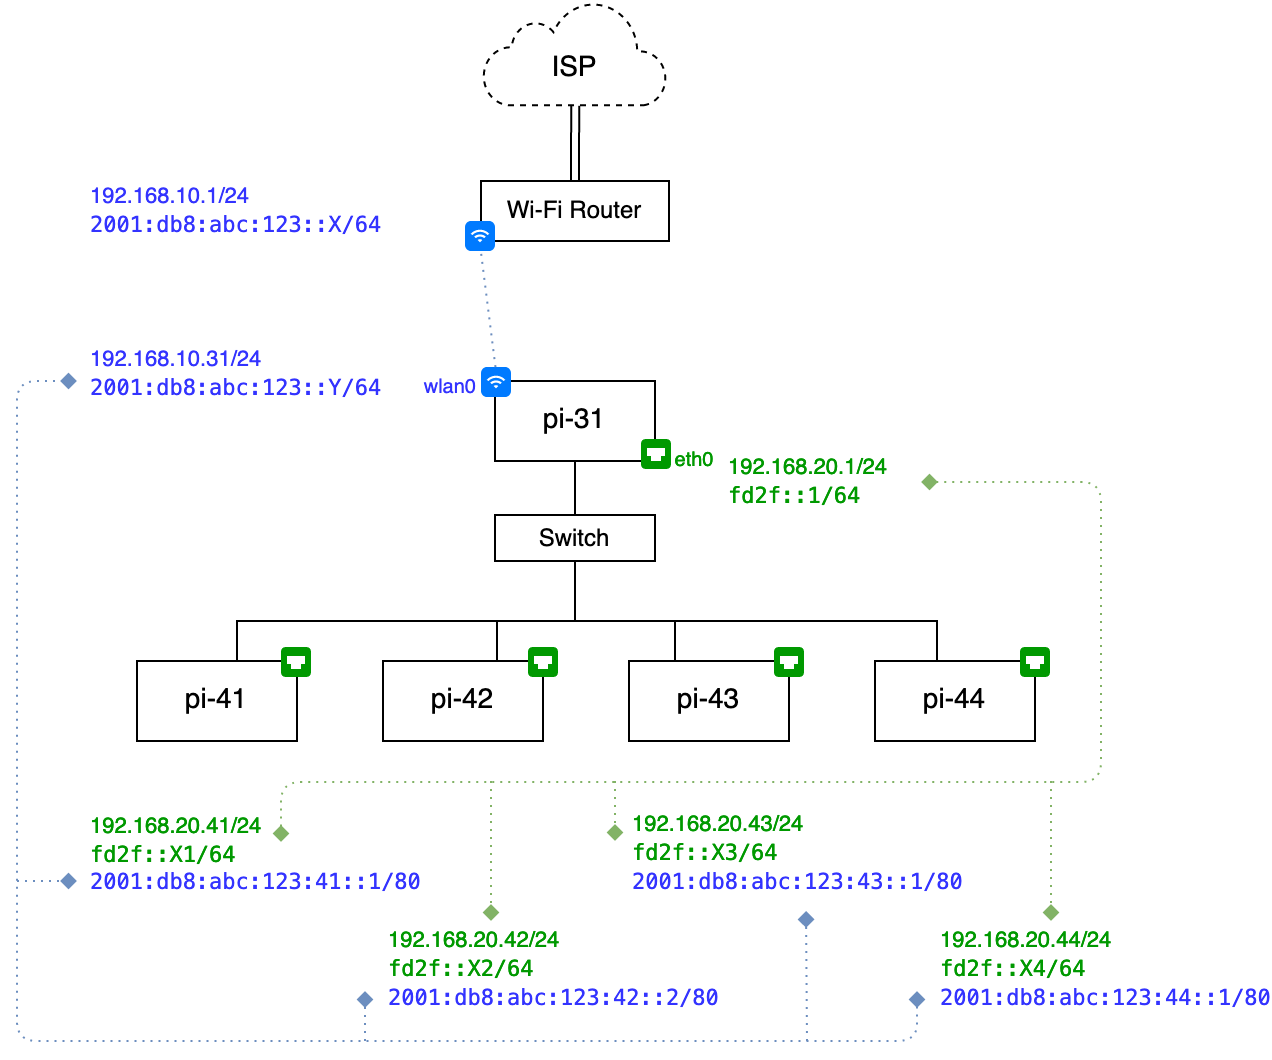 ISP
192.168.10.1/24
2001:db8:abc:123::X/64
Wi-Fi Router
192.168.10.31/24
2001:db8:abc:123::Y/64
wlan0
pi-31
eth0
192.168.20.1/24
fd2f::1/64
Switch
pi-41
pi-42
pi-43
pi-44
192.168.20.41/24
fd2f::X1/64
2001:db8:abc:123:41::1/80
192.168.20.43/24
fd2f::X3/64
2001:db8:abc:123:43::1/80
192.168.20.42/24
fd2f::X2/64
2001:db8:abc:123:42::2/80
192.168.20.44/24
fd2f::X4/64
2001:db8:abc:123:44::1/80